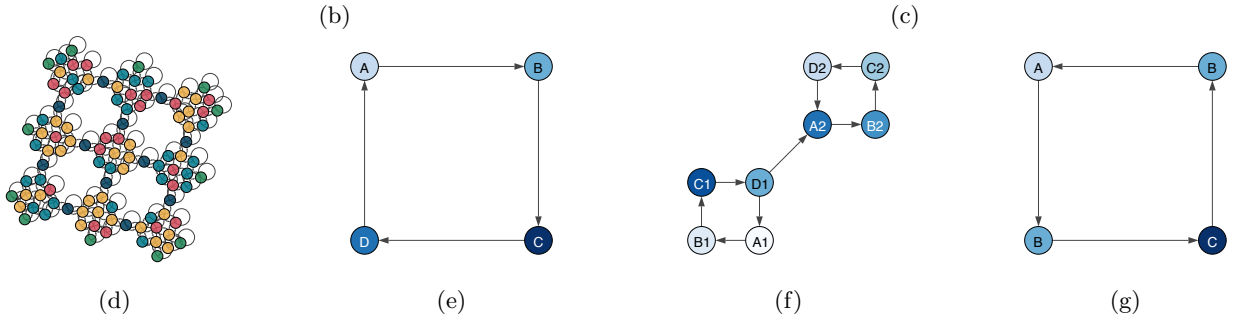 (b) (c)
A B D2 C2 A B
A2 B2
C1 D1
D C B1 A1 B C
(d) (e) (f) (g)